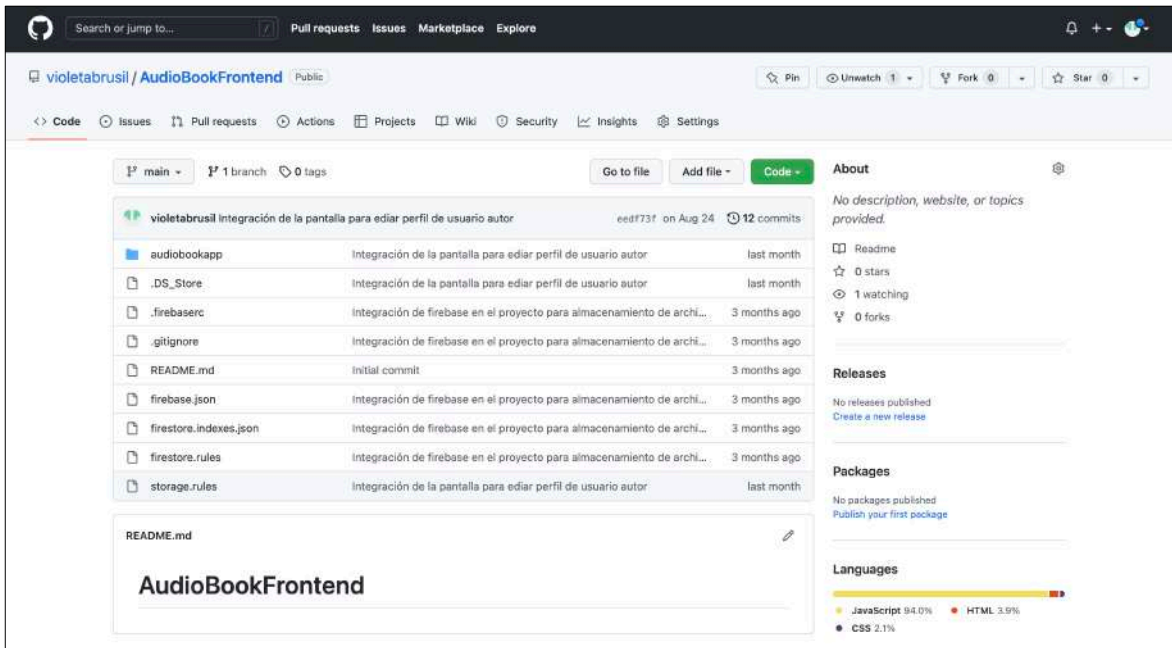 Search or jump to... / Pull requests Issues Marketplace Explore
violetabrusil / AudioBookFrontend Public
Pin Unwatch 1 Fork 0 Star 0
<> Code Issues Pull requests Actions Projects Wiki Security Insights Settings
main 1 branch 0 tags Go to file Add file Code
violetabrusil Integración de la pantalla para ediar perfil de usuario autor eedf73f on Aug 24 12 commits
audiobookapp Integración de la pantalla para ediar perfil de usuario autor last month
.DS_Store Integración de la pantalla para ediar perfil de usuario autor last month
.firebaserc Integración de firebase en el proyecto para almacenamiento de archi... 3 months ago
.gitignore Integración de firebase en el proyecto para almacenamiento de archi... 3 months ago
README.md Initial commit 3 months ago
firebase.json Integración de firebase en el proyecto para almacenamiento de archi... 3 months ago
firestore.indexes.json Integración de firebase en el proyecto para almacenamiento de archi... 3 months ago
firestore.rules Integración de firebase en el proyecto para almacenamiento de archi... 3 months ago
storage.rules Integración de la pantalla para ediar perfil de usuario autor last month
README.md
AudioBookFrontend
About
No description, website, or topics
provided.
Readme
0 stars
1 watching
0 forks
Releases
No releases published
Create a new release
Packages
No packages published
Publish your first package
Languages
JavaScript 94.0% HTML 3.9%
CSS 2.1%